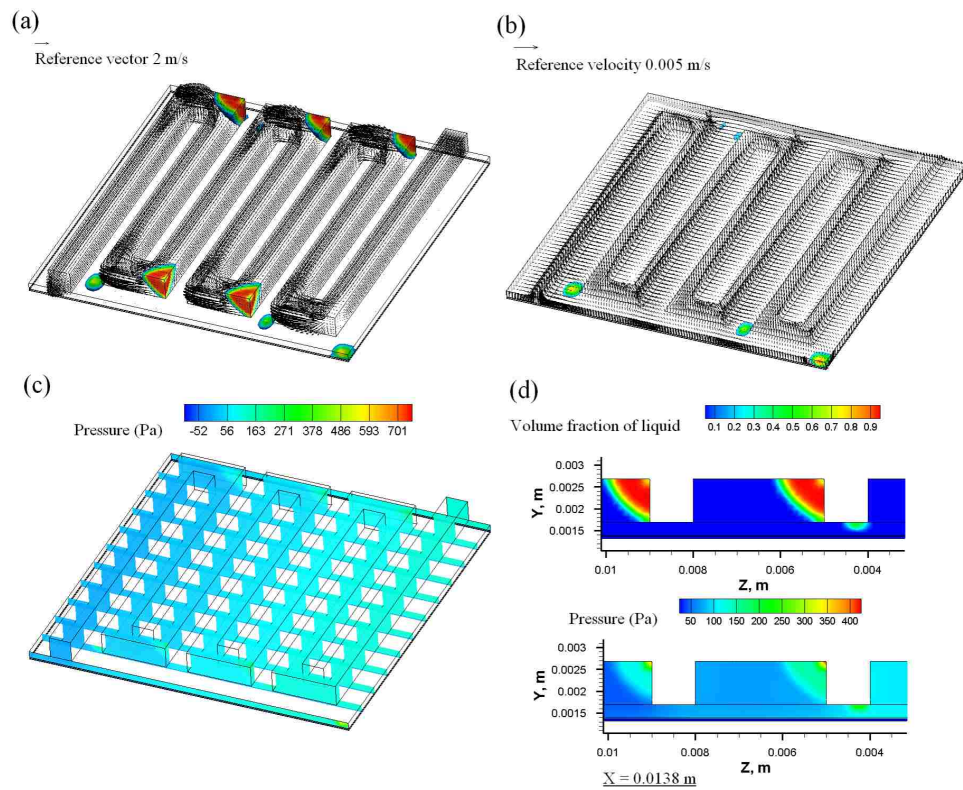 (a)
Reference vector 2 m/s
(b)
Reference velocity 0.005 m/s
(c)
Pressure (Pa)
-52 56 163 271 378 486 593 701
(d)
Volume fraction of liquid
0.1 0.2 0.3 0.4 0.5 0.6 0.7 0.8 0.9
0.003
0.0025
0.002
0.0015
Y, m
0.01 0.008 0.006 0.004
Z, m
Pressure (Pa)
50 100 150 200 250 300 350 400
0.003
0.0025
0.002
0.0015
Y, m
0.01 0.008 0.006 0.004
Z, m
X = 0.0138 m